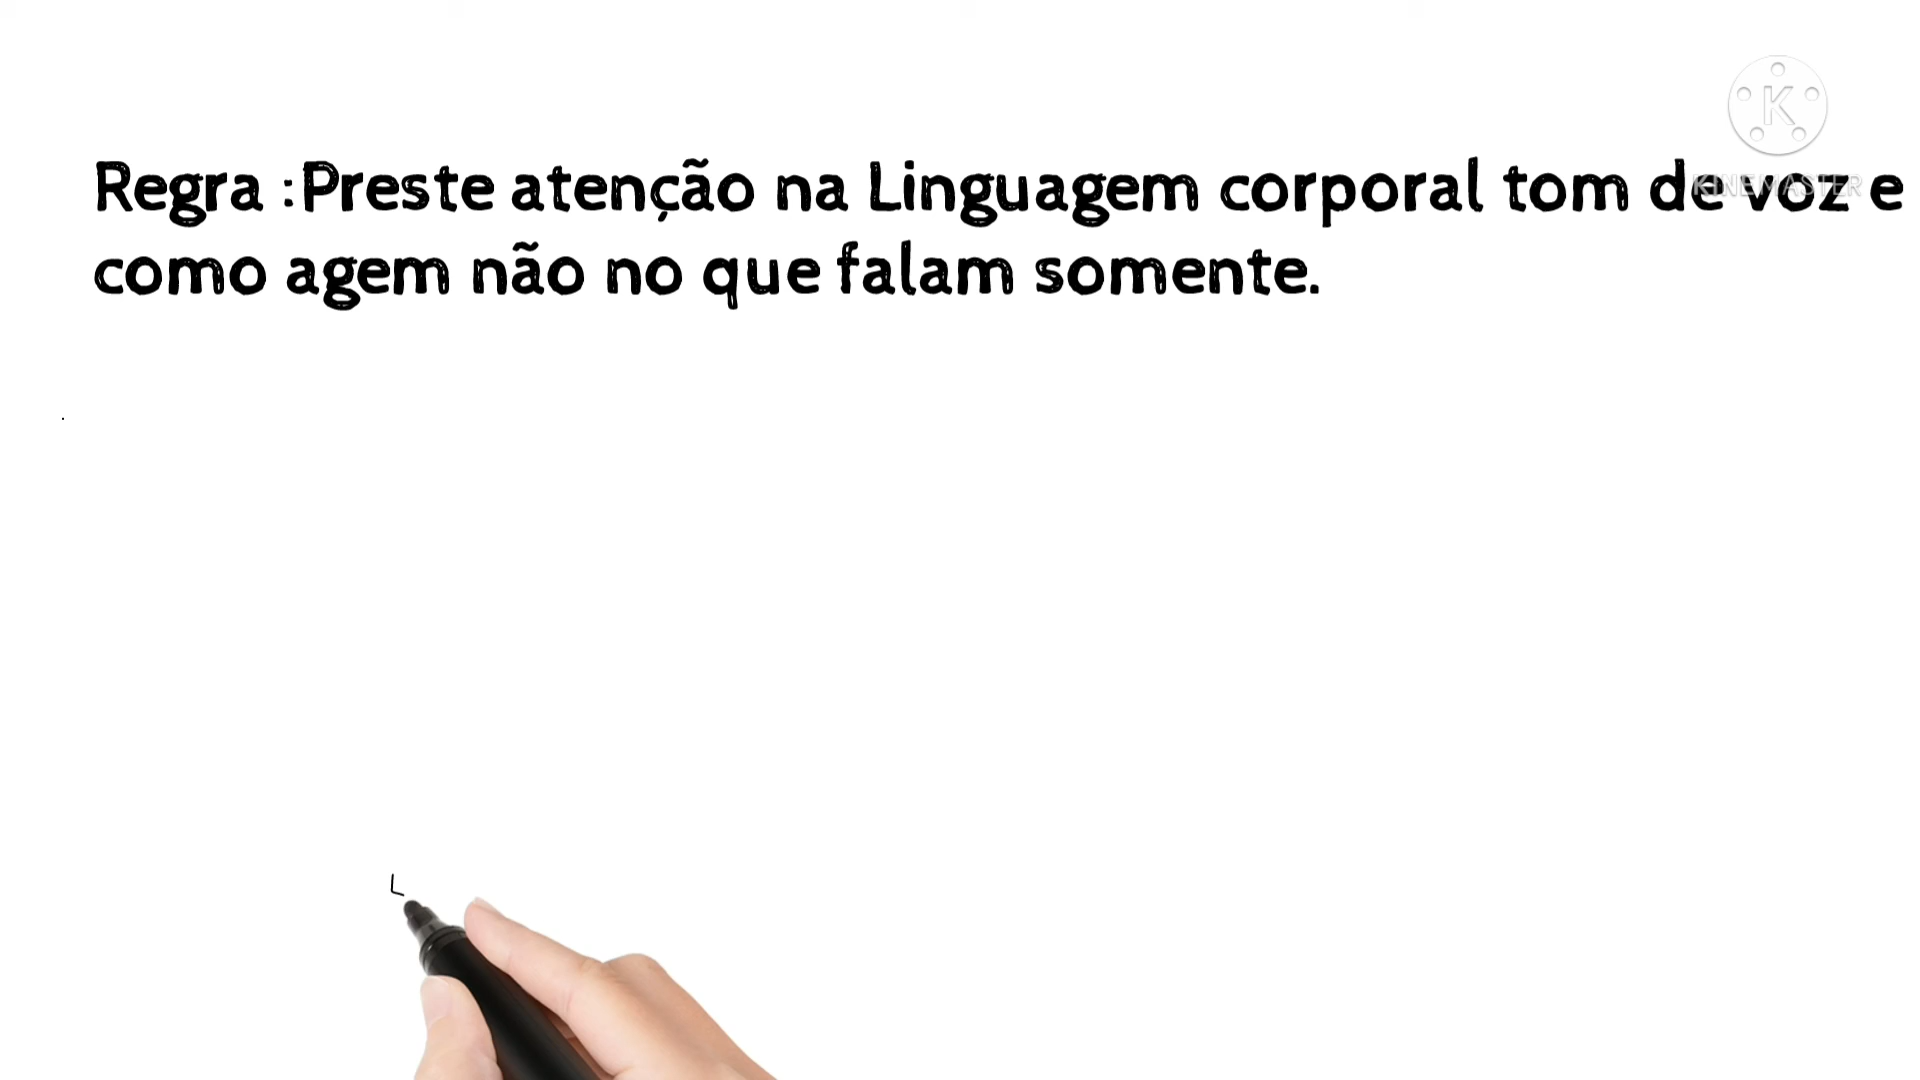 Regra :Preste atenção na Linguagem corporal tom de voz e
como agem não no que falam somente.
K
KINEMASTER